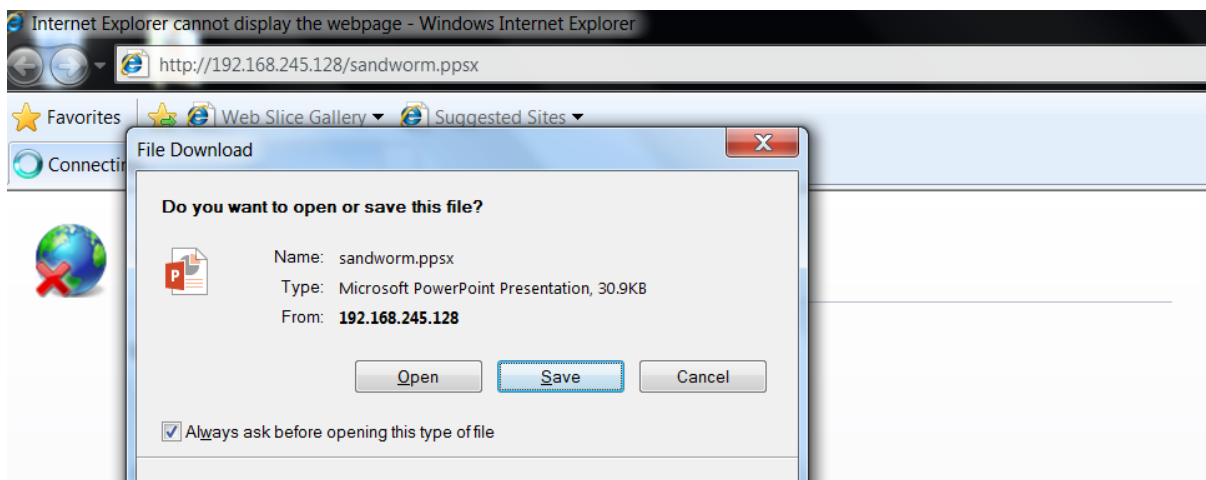 Internet Explorer cannot display the webpage - Windows Internet Explorer
http://192.168.245.128/sandworm.ppsx
Favorites Web Slice Gallery Suggested Sites
Connectin
File Download
X
Do you want to open or save this file?
P
Name: sandworm.ppsx
Type: Microsoft PowerPoint Presentation, 30.9KB
From: 192.168.245.128
Open Save Cancel
Always ask before opening this type of file